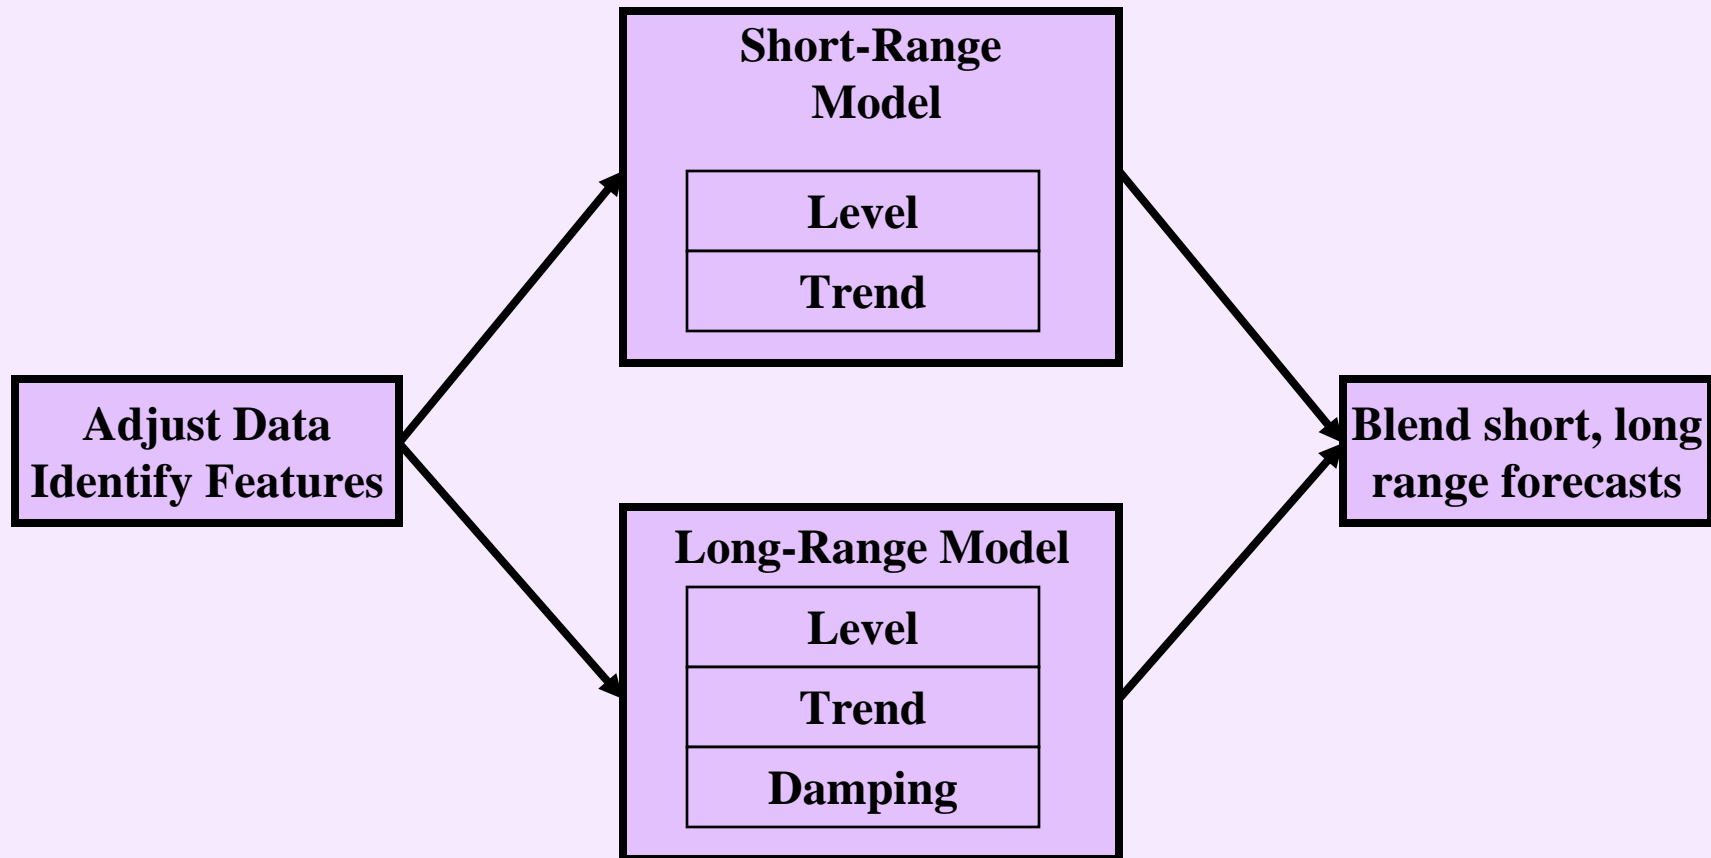 Short-Range
Model
Level
Trend
Adjust Data
Identify Features
Blend short, long
range forecasts
Long-Range Model
Level
Trend
Damping